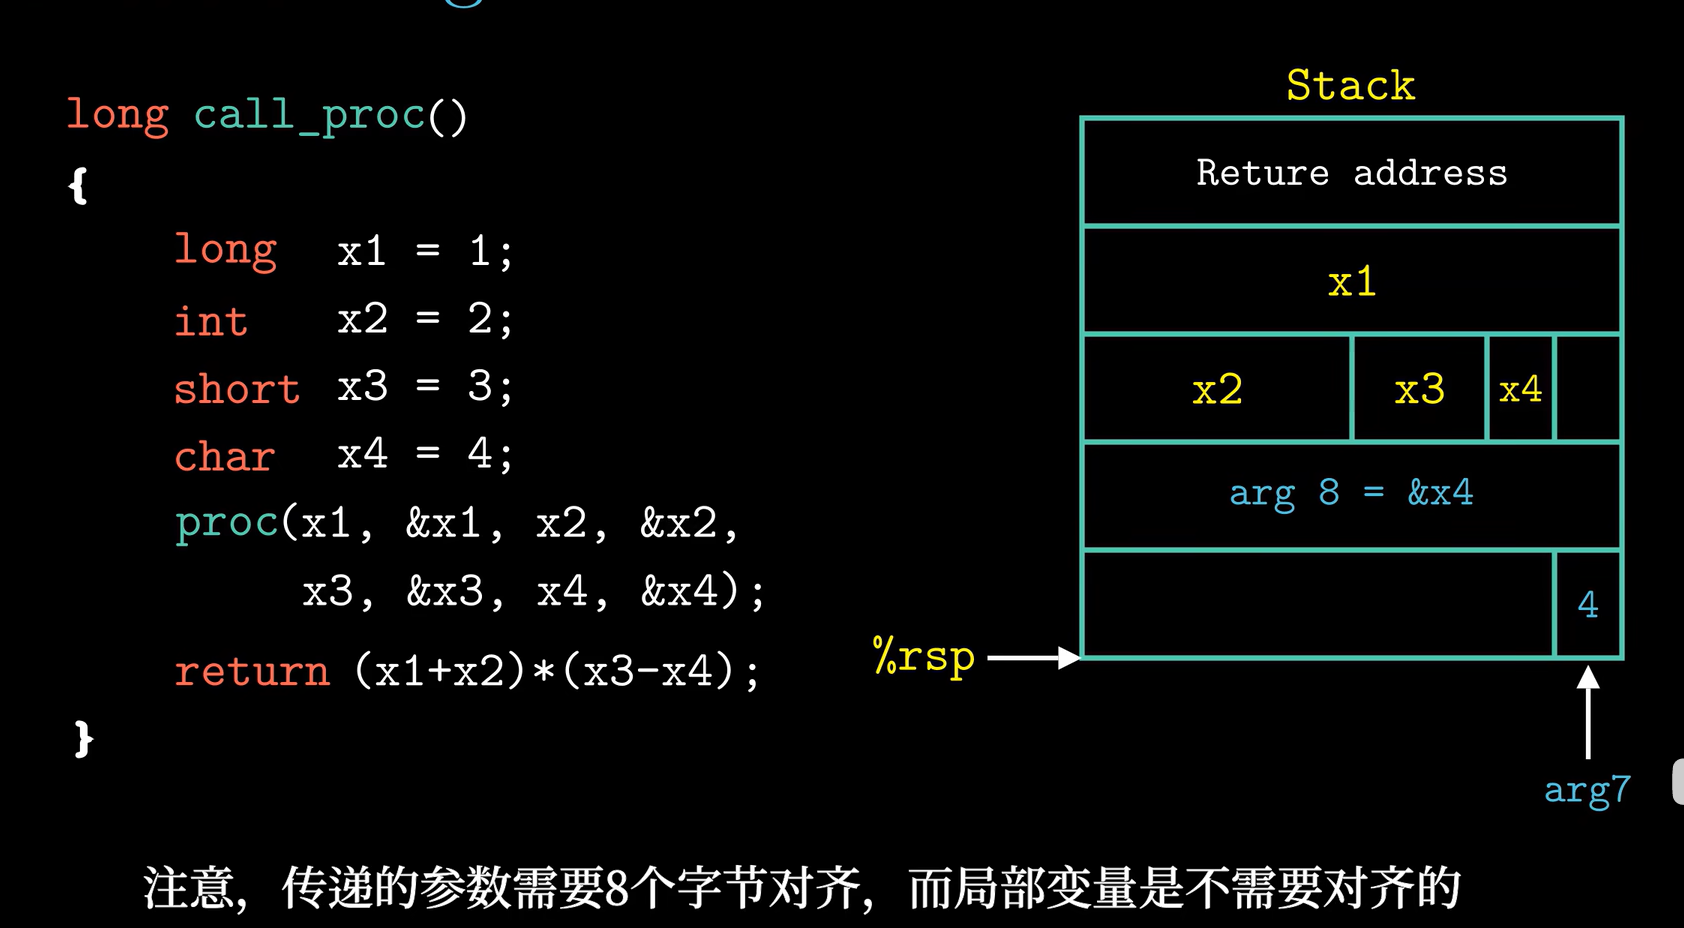 long call_proc()
{
long x1 = 1;
int x2 = 2;
short x3 = 3;
char x4 = 4;
proc(x1, &x1, x2, &x2,
x3, &x3, x4, &x4);
return (x1+x2)*(x3-x4);
}
Stack
Reture address
x1
x2 x3 x4
arg 8 = &x4
4
%rsp
arg7
注意，传递的参数需要8个字节对齐，而局部变量是不需要对齐的